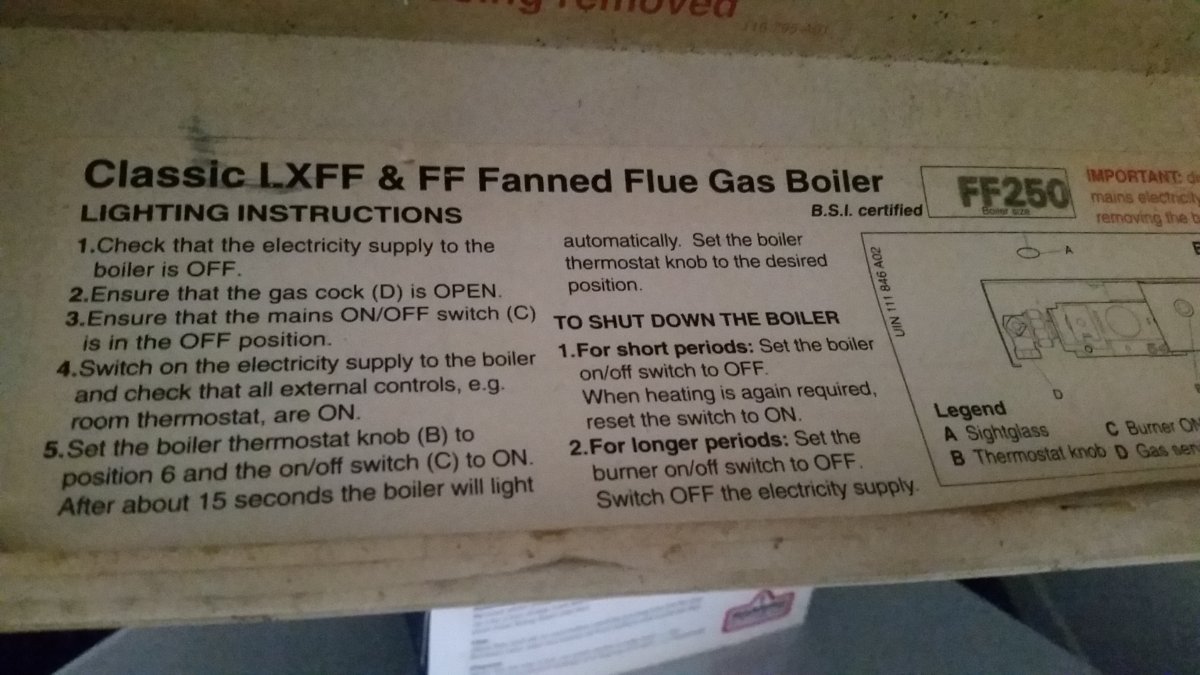 removed
Classic LXFF & FF Fanned Flue Gas Boiler
LIGHTING INSTRUCTIONS
B.S.I. certified
FF250
Boiler size
IMPORTANT:
mains electricity
removing the
1.Check that the electricity supply to the
boiler is OFF.
2.Ensure that the gas cock (D) is OPEN.
3.Ensure that the mains ON/OFF switch (C)
is in the OFF position.
4.Switch on the electricity supply to the boiler
and check that all external controls, e.g.
room thermostat, are ON.
5.Set the boiler thermostat knob (B) to
position 6 and the on/off switch (C) to ON.
After about 15 seconds the boiler will light
automatically. Set the boiler
thermostat knob to the desired
position.
TO SHUT DOWN THE BOILER
1.For short periods: Set the boiler
on/off switch to OFF.
When heating is again required,
reset the switch to ON.
2.For longer periods: Set the
burner on/off switch to OFF.
Switch OFF the electricity supply.
UIN 111 846 A02
A
D
Legend
A Sightglass
B Thermostat knob
C Burner
D Gas